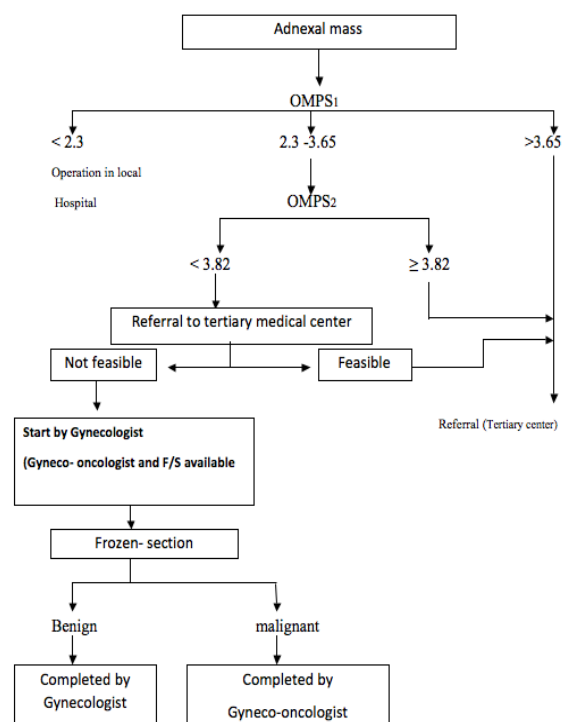 Adnexal mass
OMPS1
< 2.3
2.3 -3.65
>3.65
Operation in local
Hospital
OMPS2
< 3.82
≥ 3.82
Referral to tertiary medical center
Not feasible
Feasible
Start by Gynecologist
(Gyneco- oncologist and F/S available
Referral (Tertiary center)
Frozen- section
Benign
malignant
Completed by
Gynecologist
Completed by
Gyneco-oncologist